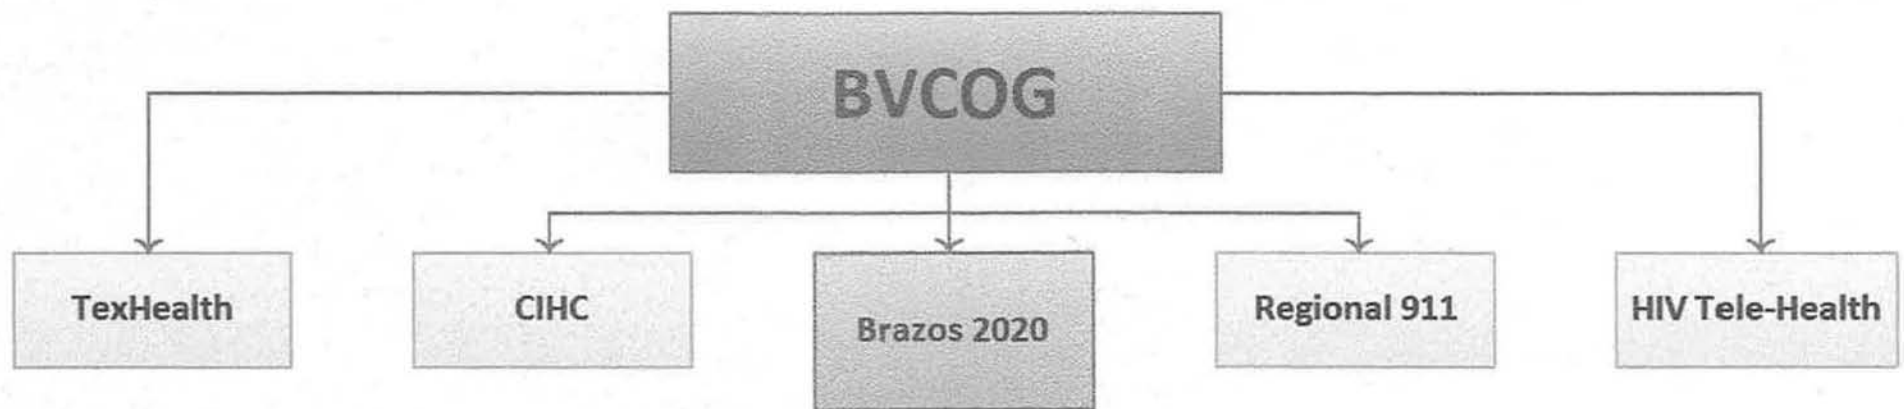 BVCOG
TexHealth
CIHC
Brazos 2020
Regional 911
HIV Tele-Health